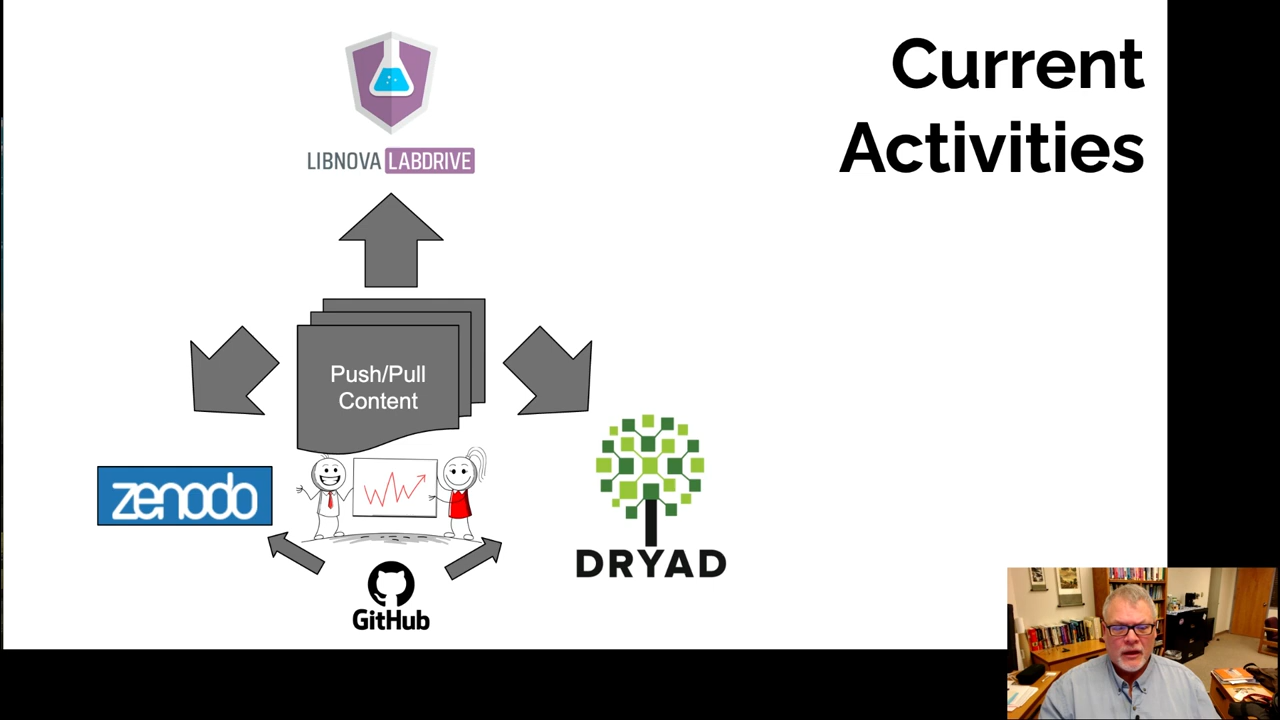 Current
Activities
LIBNOVA LABDRIVE
Push/Pull
Content
zenodo
DRYAD
GitHub